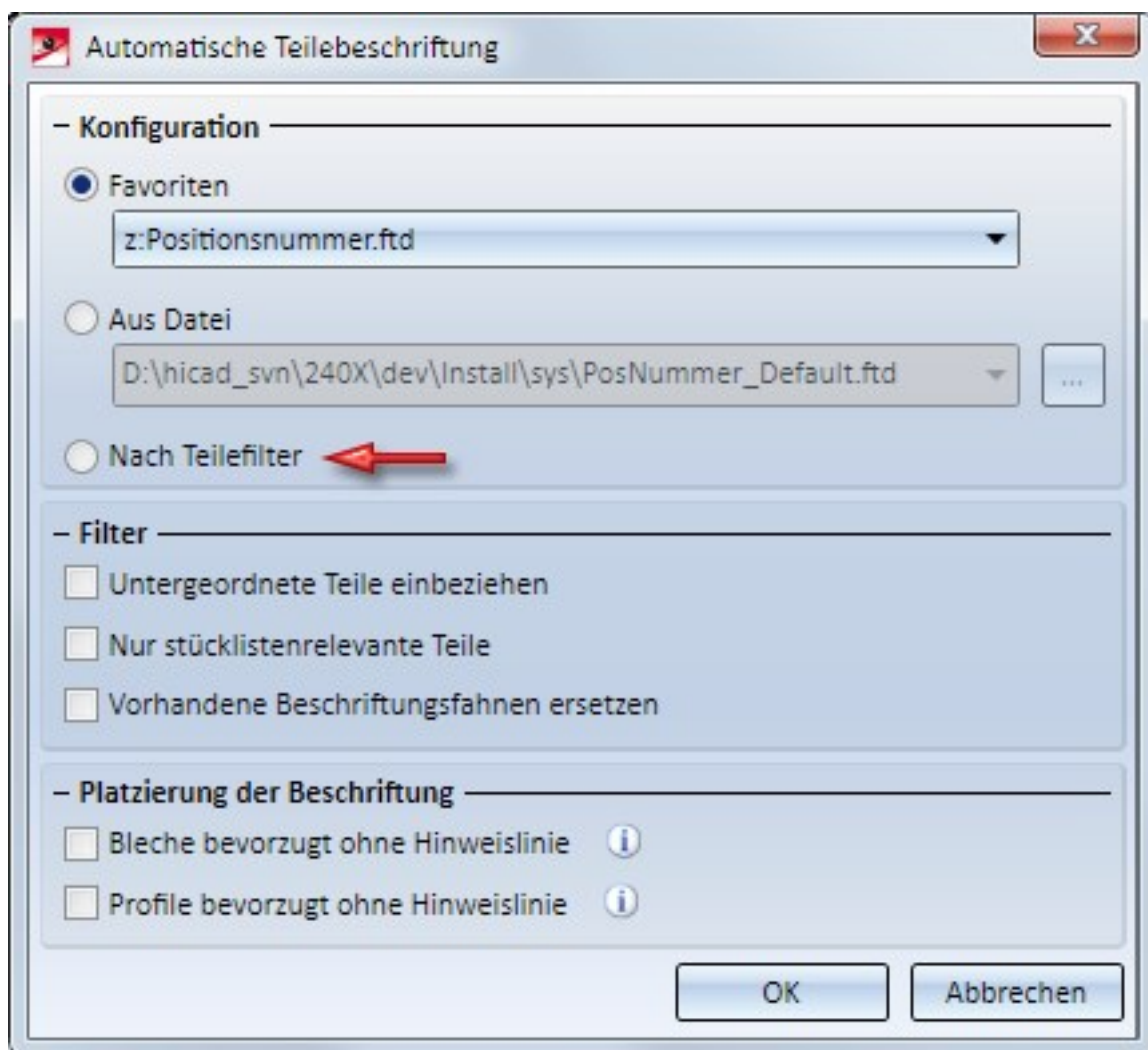 Automatische Teilebeschriftung
– Konfiguration
Favoriten
z:Positionsnummer.ftd
Aus Datei
D:\hicad_svn\240X\dev\Install\sys\PosNummer_Default.ftd
...
Nach Teilefilter
– Filter
Untergeordnete Teile einbeziehen
Nur stücklistenrelevante Teile
Vorhandene Beschriftungsfahnen ersetzen
– Platzierung der Beschriftung
Bleche bevorzugt ohne Hinweislinie i
Profile bevorzugt ohne Hinweislinie i
OK Abbrechen